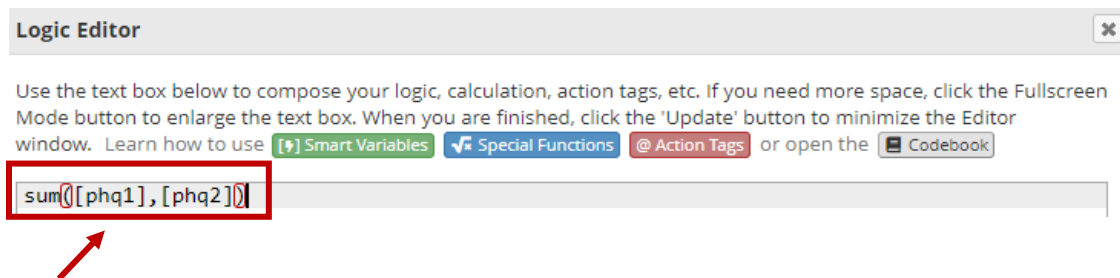 Logic Editor
Use the text box below to compose your logic, calculation, action tags, etc. If you need more space, click the Fullscreen
Mode button to enlarge the text box. When you are finished, click the 'Update' button to minimize the Editor
window. Learn how to use [⚡] Smart Variables √x Special Functions @ Action Tags or open the Codebook
sum([phq1],[phq2])